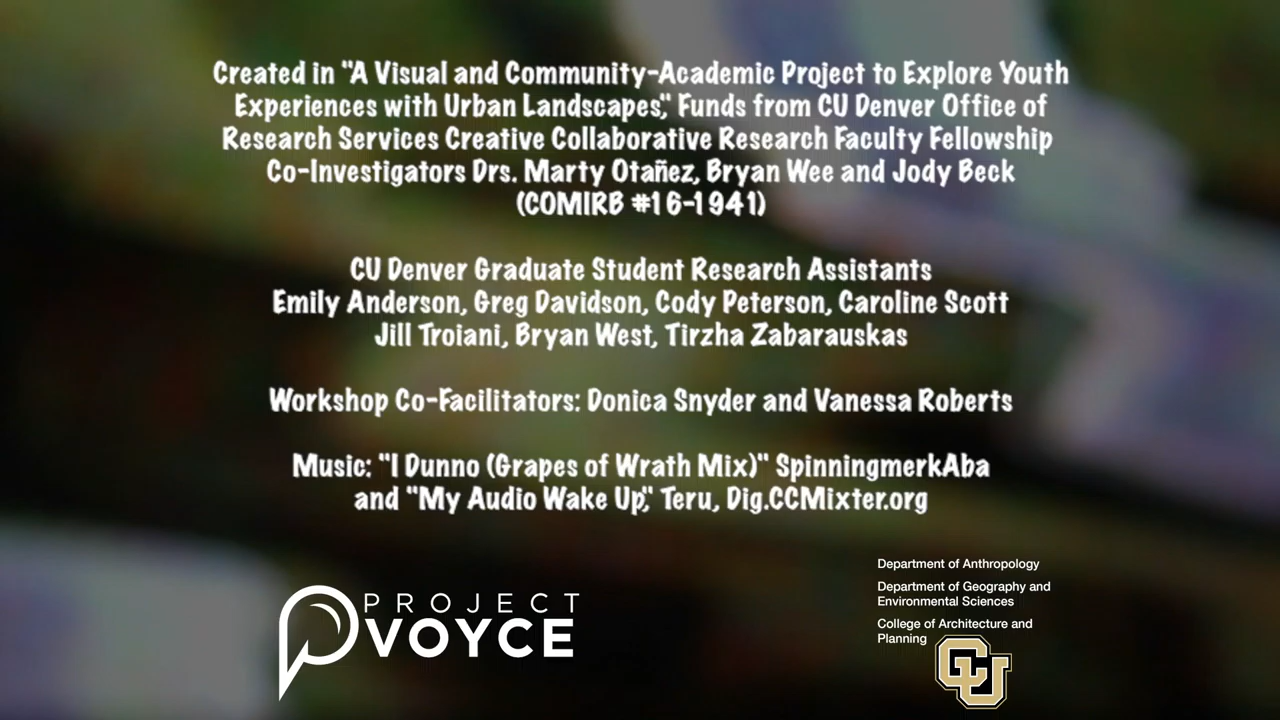 Created in "A Visual and Community-Academic Project to Explore Youth
Experiences with Urban Landscapes," Funds from CU Denver Office of
Research Services Creative Collaborative Research Faculty Fellowship
Co-Investigators Drs. Marty Otañez, Bryan Wee and Jody Beck
(COMIRB #16-1941)
CU Denver Graduate Student Research Assistants
Emily Anderson, Greg Davidson, Cody Peterson, Caroline Scott
Jill Troiani, Bryan West, Tirzha Zabarauskas
Workshop Co-Facilitators: Donica Snyder and Vanessa Roberts
Music: "I Dunno (Grapes of Wrath Mix)" SpinningmerkAba
and "My Audio Wake Up," Teru, Dig.CCMixter.org
PROJECT
VOYCE
Department of Anthropology
Department of Geography and
Environmental Sciences
College of Architecture and
Planning
CU